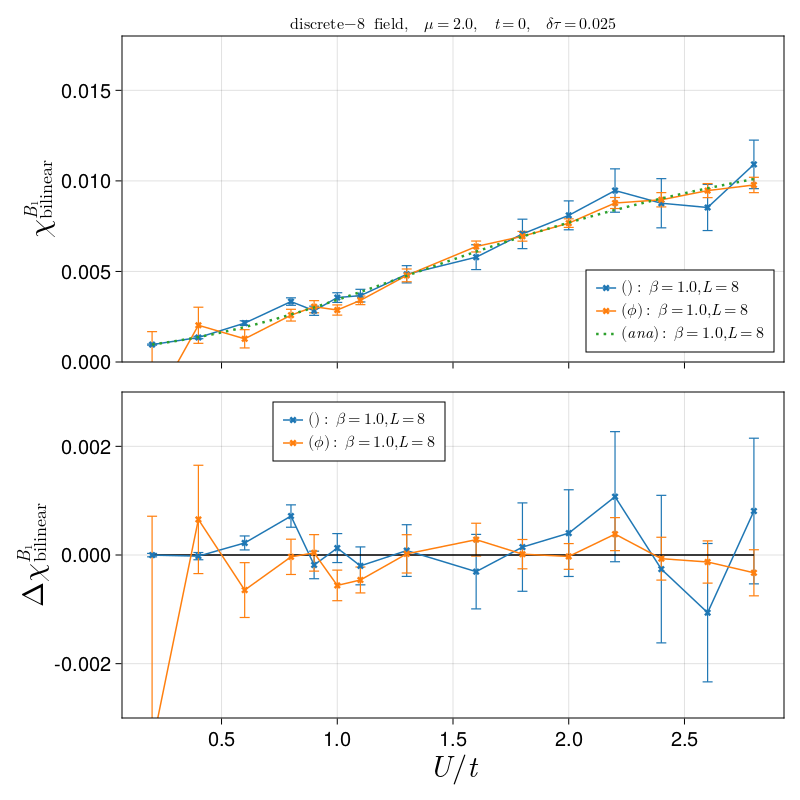 discrete−8 field, μ = 2.0, t = 0, δτ = 0.025
χ^{B_1}_{bilinear}
0.015
0.010
0.005
0.000
() : β = 1.0, L = 8
(ϕ) : β = 1.0, L = 8
(ana) : β = 1.0, L = 8
Δχ^{B_1}_{bilinear}
0.002
0.000
-0.002
() : β = 1.0, L = 8
(ϕ) : β = 1.0, L = 8
0.5 1.0 1.5 2.0 2.5
U/t